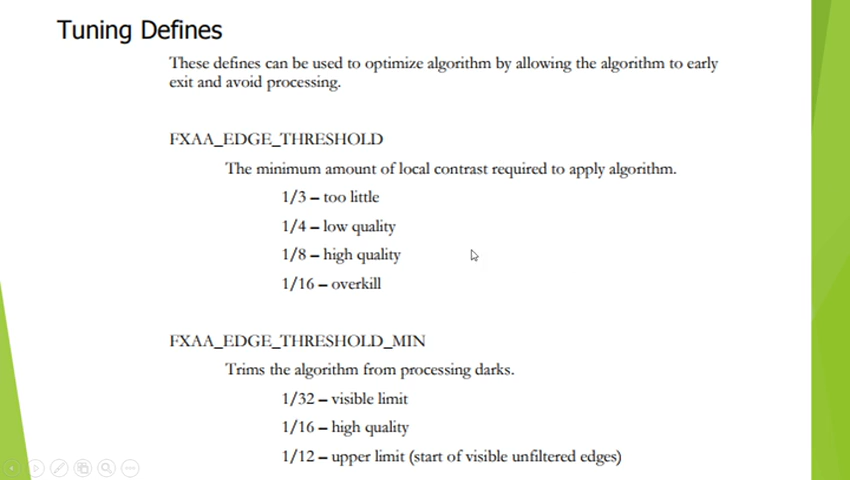 Tuning Defines
These defines can be used to optimize algorithm by allowing the algorithm to early
exit and avoid processing.
FXAA_EDGE_THRESHOLD
The minimum amount of local contrast required to apply algorithm.
1/3 – too little
1/4 – low quality
1/8 – high quality
1/16 – overkill
FXAA_EDGE_THRESHOLD_MIN
Trims the algorithm from processing darks.
1/32 – visible limit
1/16 – high quality
1/12 – upper limit (start of visible unfiltered edges)